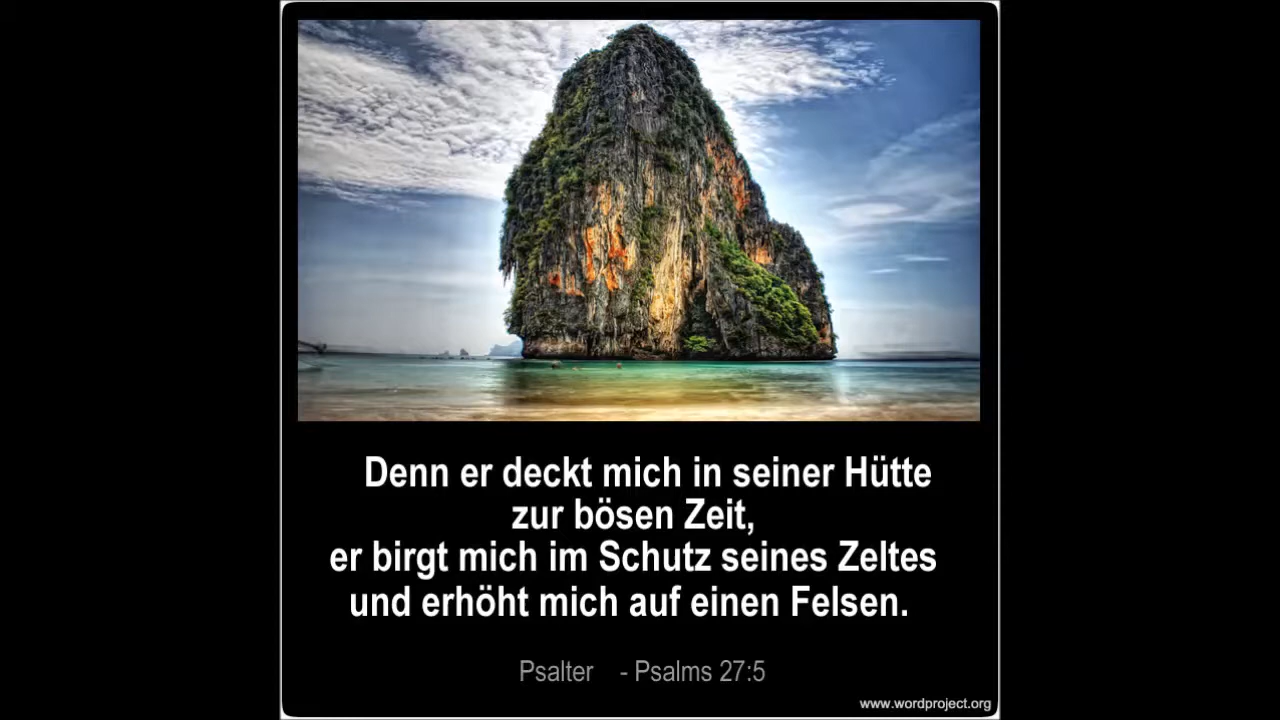 Denn er deckt mich in seiner Hütte
zur bösen Zeit,
er birgt mich im Schutz seines Zeltes
und erhöht mich auf einen Felsen.
Psalter - Psalms 27:5
www.wordproject.org